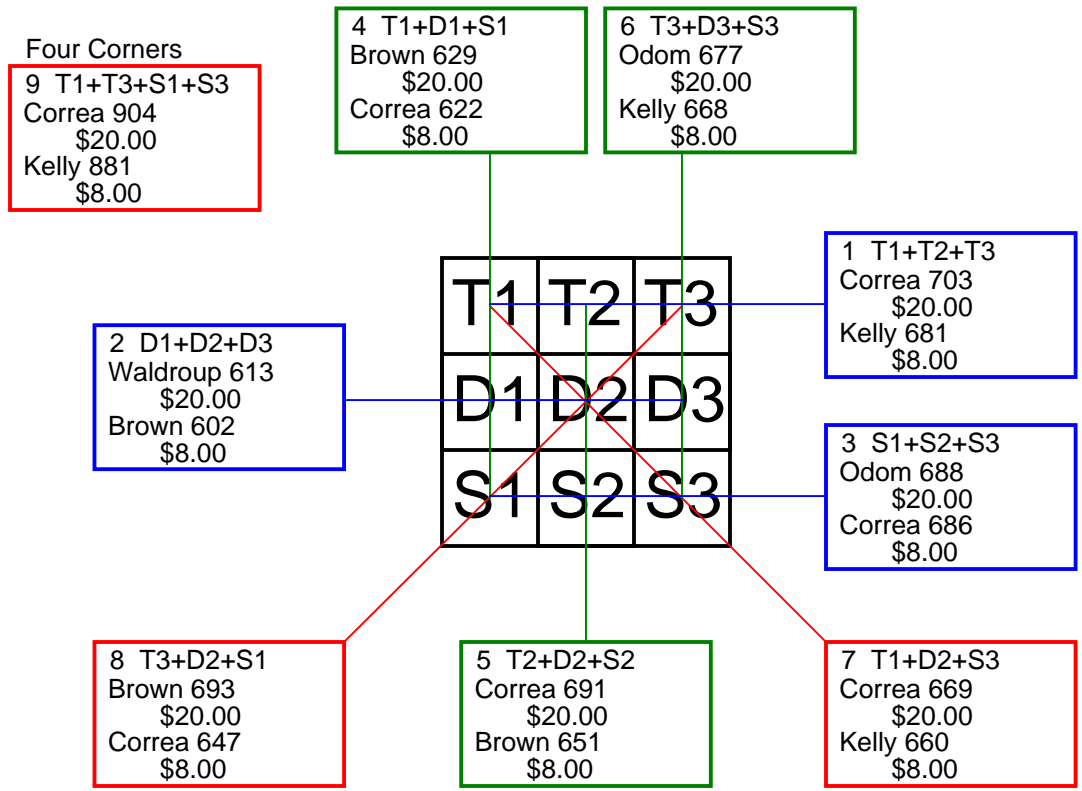 Four Corners
9 T1+T3+S1+S3
Correa 904
$20.00
Kelly 881
$8.00
4 T1+D1+S1
Brown 629
$20.00
Correa 622
$8.00
6 T3+D3+S3
Odom 677
$20.00
Kelly 668
$8.00
1 T1+T2+T3
Correa 703
$20.00
Kelly 681
$8.00
2 D1+D2+D3
Waldroup 613
$20.00
Brown 602
$8.00
T1 T2 T3
D1 D2 D3
S1 S2 S3
3 S1+S2+S3
Odom 688
$20.00
Correa 686
$8.00
8 T3+D2+S1
Brown 693
$20.00
Correa 647
$8.00
5 T2+D2+S2
Correa 691
$20.00
Brown 651
$8.00
7 T1+D2+S3
Correa 669
$20.00
Kelly 660
$8.00